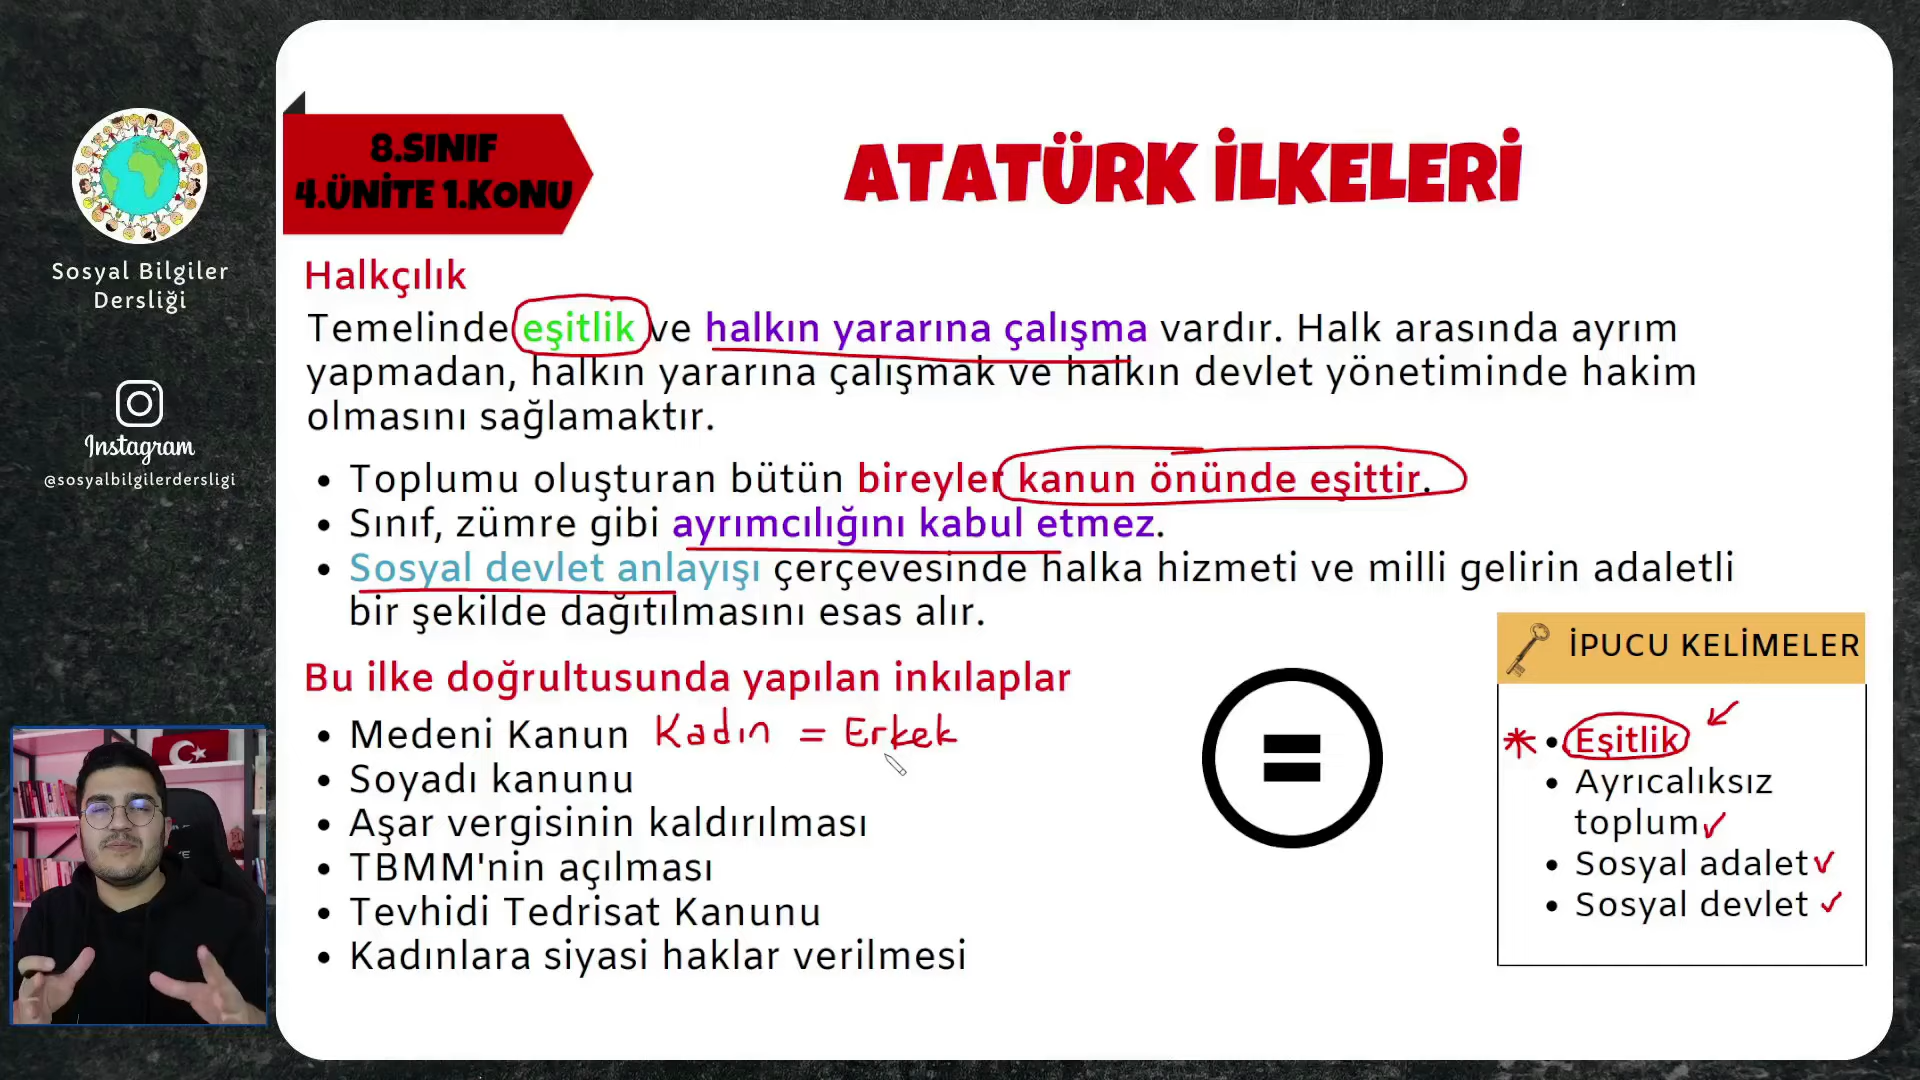 8.SINIF
4.ÜNİTE 1.KONU
ATATÜRK İLKELERİ
Sosyal Bilgiler
Dersliği
Instagram
@sosyalbilgilerdersligi
Halkçılık
Temelinde eşitlik ve halkın yararına çalışma vardır. Halk arasında ayrım
yapmadan, halkın yararına çalışmak ve halkın devlet yönetiminde hakim
olmasını sağlamaktır.
• Toplumu oluşturan bütün bireyler kanun önünde eşittir.
• Sınıf, zümre gibi ayrımcılığını kabul etmez.
• Sosyal devlet anlayışı çerçevesinde halka hizmeti ve milli gelirin adaletli
bir şekilde dağıtılmasını esas alır.
Bu ilke doğrultusunda yapılan inkılaplar
• Medeni Kanun Kadın = Erkek
• Soyadı kanunu
• Aşar vergisinin kaldırılması
• TBMM'nin açılması
• Tevhidi Tedrisat Kanunu
• Kadınlara siyasi haklar verilmesi
=
İPUCU KELİMELER
• Eşitlik
• Ayrıcalıksız
toplum
• Sosyal adalet
• Sosyal devlet